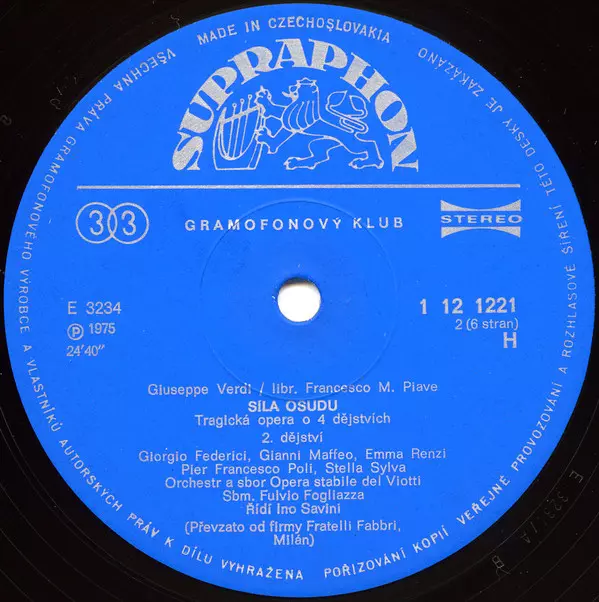 MADE IN CZECHOSLOVAKIA
SUPRAPHON
33
GRAMOFONOVÝ KLUB
STEREO
E 3234
Ⓟ 1975
24'40"
1 12 1221
2 (6 stran)
H
Giuseppe Verdi / libr. Francesco M. Piave
SÍLA OSUDU
Tragická opera o 4 dějstvích
2. dějství
Giorgio Federici, Gianni Maffeo, Emma Renzi
Pier Francesco Poli, Stella Sylva
Orchestr a sbor Opera stabile del Viotti
Sbm. Fulvio Fogliazza
Řídí Ino Savini
(Převzato od firmy Fratelli Fabbri,
Milán)
VŠECHNA PRÁVA GRAMOFONOVÉHO VÝROBCE A VLASTNÍKŮ AUTORSKÝCH PRÁV K DÍLU VYHRAŽENA POŘIZOVÁNÍ KOPIÍ VEŘEJNÉ PROVOZOVÁNÍ A ROZHLASOVÉ ŠÍŘENÍ TÉTO DESKY JE ZAKÁZÁNO